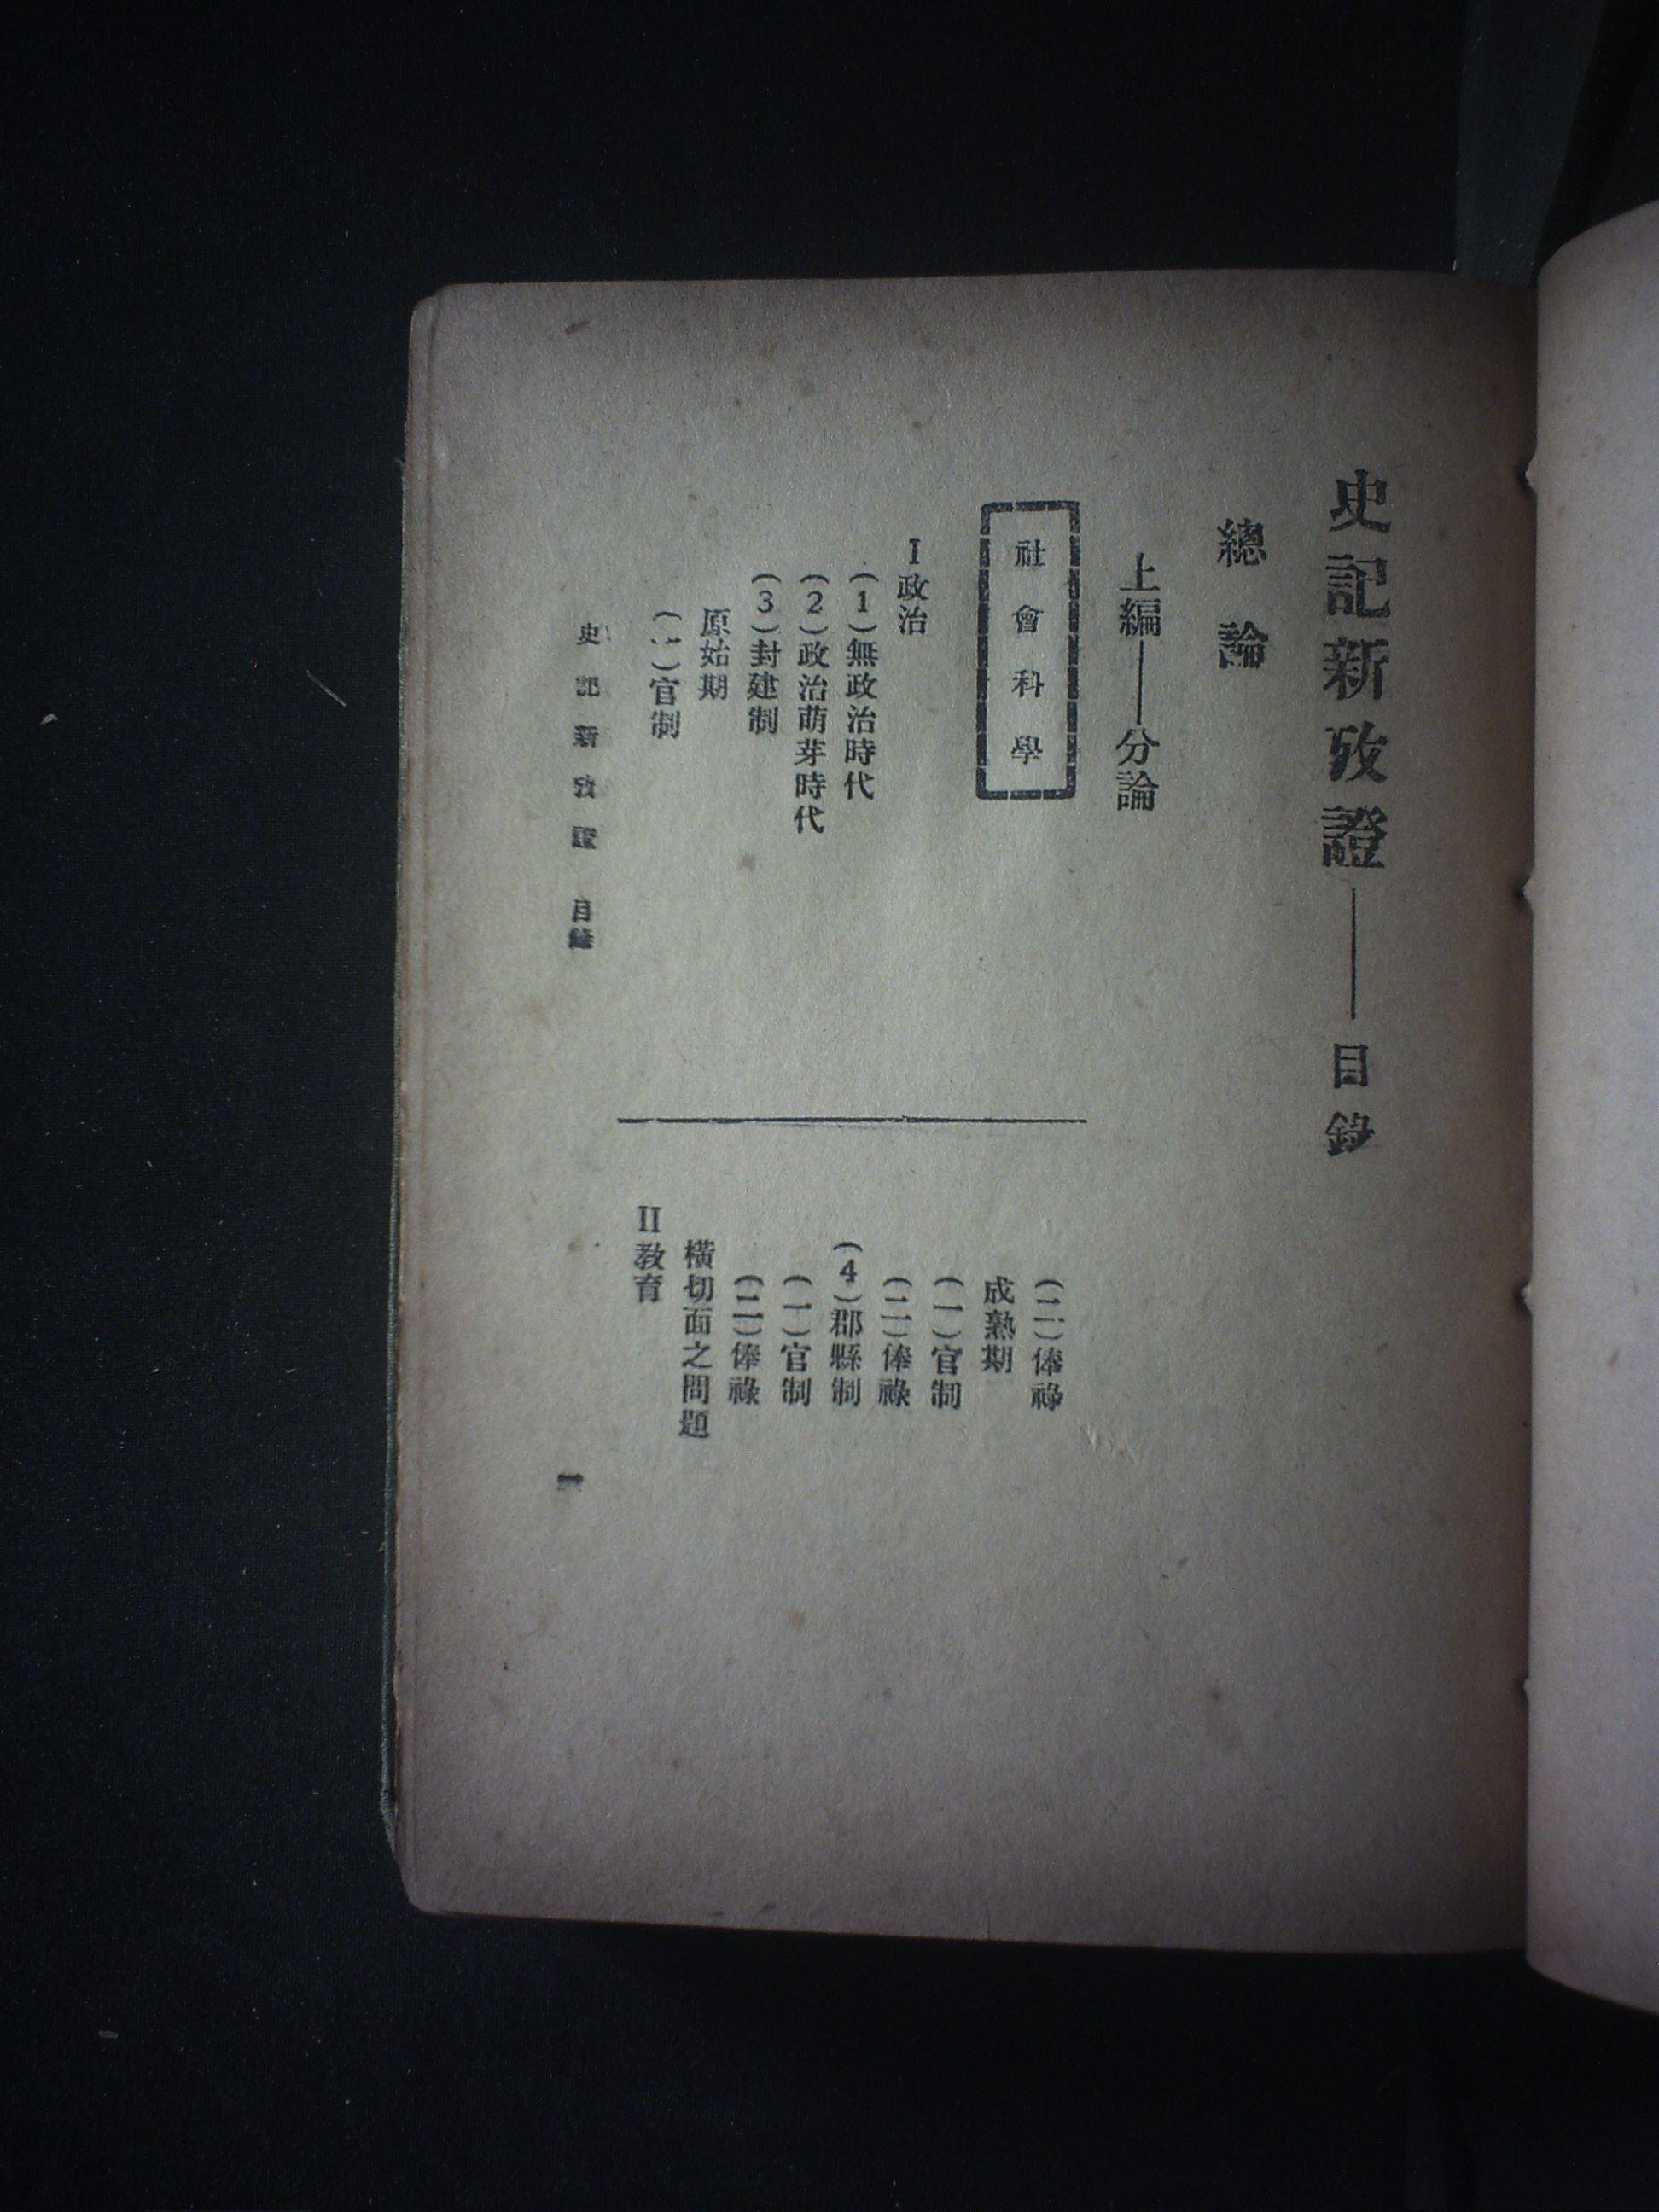 史記新攷證——目錄
總論
上編——分論
社會科學
I政治
(1)無政治時代
(2)政治萌芽時代
(3)封建制
原始期
(一)官制
(二)俸祿
成熟期
(一)官制
(二)俸祿
(4)郡縣制
(一)官制
(二)俸祿
橫切面之問題
II教育
史記新攷證 目錄
一